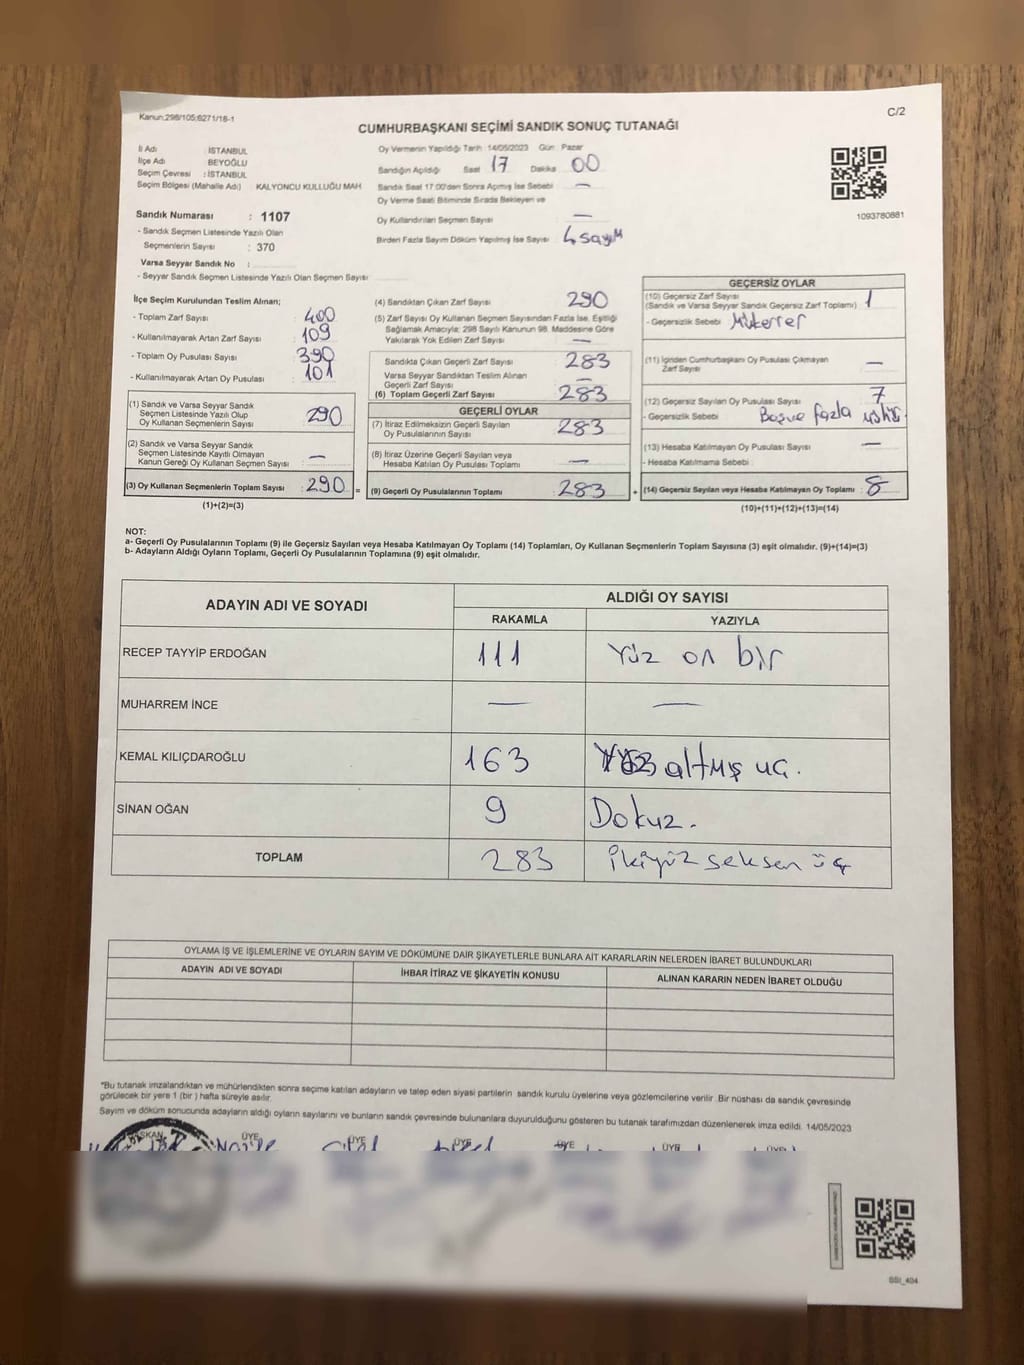 Kanun:298/105;6271/18-1
C/2
CUMHURBAŞKANI SEÇİMİ SANDIK SONUÇ TUTANAĞI
İl Adı : İSTANBUL
İlçe Adı : BEYOĞLU
Seçim Çevresi : İSTANBUL
Seçim Bölgesi (Mahalle Adı) KALYONCU KULLUĞU MAH
Sandık Numarası : 1107
- Sandık Seçmen Listesinde Yazılı Olan
Seçmenlerin Sayısı : 370
Varsa Seyyar Sandık No :
- Seyyar Sandık Seçmen Listesinde Yazılı Olan Seçmen Sayısı
Oy Vermenin Yapıldığı Tarih 14/05/2023 Gün Pazar
Sandığın Açıldığı Saat 17 Dakika 00
Sandık Saat 17.00'den Sonra Açılmış İse Sebebi —
Oy Verme Saati Bitiminde Sırada Bekleyen ve
Oy Kullandırılan Seçmen Sayısı —
Birden Fazla Sayım Döküm Yapılmış İse Sayısı : 4 sayım
1093780881
İlçe Seçim Kurulundan Teslim Alınan;
- Toplam Zarf Sayısı : 400
- Kullanılmayarak Artan Zarf Sayısı : 109
- Toplam Oy Pusulası Sayısı : 390
- Kullanılmayarak Artan Oy Pusulası : 101
(1) Sandık ve Varsa Seyyar Sandık
Seçmen Listesinde Yazılı Olup
Oy Kullanan Seçmenlerin Sayısı : 290
(2) Sandık ve Varsa Seyyar Sandık
Seçmen Listesinde Kayıtlı Olmayan
Kanun Gereği Oy Kullanan Seçmen Sayısı : —
(3) Oy Kullanan Seçmenlerin Toplam Sayısı : 290 =
(1)+(2)=(3)
(4) Sandıktan Çıkan Zarf Sayısı : 290
(5) Zarf Sayısı Oy Kullanan Seçmen Sayısından Fazla İse, Eşitliği
Sağlamak Amacıyla; 298 Sayılı Kanunun 98. Maddesine Göre
Yakılarak Yok Edilen Zarf Sayısı : —
Sandıkta Çıkan Geçerli Zarf Sayısı : 283
Varsa Seyyar Sandıktan Teslim Alınan
Geçerli Zarf Sayısı : —
(6) Toplam Geçerli Zarf Sayısı : 283
GEÇERLİ OYLAR
(7) İtiraz Edilmeksizin Geçerli Sayılan
Oy Pusulalarının Sayısı : 283
(8) İtiraz Üzerine Geçerli Sayılan veya
Hesaba Katılan Oy Pusulası Toplamı : —
(9) Geçerli Oy Pusulalarının Toplamı : 283 +
GEÇERSİZ OYLAR
(10) Geçersiz Zarf Sayısı
(Sandık ve Varsa Seyyar Sandık Geçersiz Zarf Toplamı) : 1
- Geçersizlik Sebebi : Mükerrer
(11) İçinden Cumhurbaşkanı Oy Pusulası Çıkmayan
Zarf Sayısı : —
(12) Geçersiz Sayılan Oy Pusulası Sayısı : 7
- Geçersizlik Sebebi : fazla
(13) Hesaba Katılmayan Oy Pusulası Sayısı : —
- Hesaba Katılmama Sebebi :
(14) Geçersiz Sayılan veya Hesaba Katılmayan Oy Toplamı : 8
(10)+(11)+(12)+(13)=(14)
NOT:
a- Geçerli Oy Pusulalarının Toplamı (9) ile Geçersiz Sayılan veya Hesaba Katılmayan Oy Toplamı (14) Toplamları, Oy Kullanan Seçmenlerin Toplam Sayısına (3) eşit olmalıdır. (9)+(14)=(3)
b- Adayların Aldığı Oyların Toplamı, Geçerli Oy Pusulalarının Toplamına (9) eşit olmalıdır.
ADAYIN ADI VE SOYADI
ALDIĞI OY SAYISI
RAKAMLA YAZIYLA
RECEP TAYYİP ERDOĞAN 111 Yüz on bir
MUHARREM İNCE — —
KEMAL KILIÇDAROĞLU 163 Yüz altmış üç.
SİNAN OĞAN 9 Dokuz.
TOPLAM 283 ikiyüz seksen üç
OYLAMA İŞ VE İŞLEMLERİNE VE OYLARIN SAYIM VE DÖKÜMÜNE DAİR ŞİKAYETLERLE BUNLARA AİT KARARLARIN NELERDEN İBARET BULUNDUKLARI
ADAYIN ADI VE SOYADI İHBAR İTİRAZ VE ŞİKAYETİN KONUSU ALINAN KARARIN NEDEN İBARET OLDUĞU
*Bu tutanak imzalandıktan ve mühürlendikten sonra seçime katılan adayların ve talep eden siyasi partilerin sandık kurulu üyelerine veya gözlemcilerine verilir. Bir nüshası da sandık çevresinde
görülecek bir yere 1 (bir) hafta süreyle asılır.
Sayım ve döküm sonucunda adayların aldığı oyların sayılarını ve bunların sandık çevresinde bulunanlara duyurulduğunu gösteren bu tutanak tarafımızdan düzenlenerek imza edildi. 14/05/2023
BAŞKAN ÜYE ÜYE ÜYE ÜYE ÜYE ÜYE
SSI_404